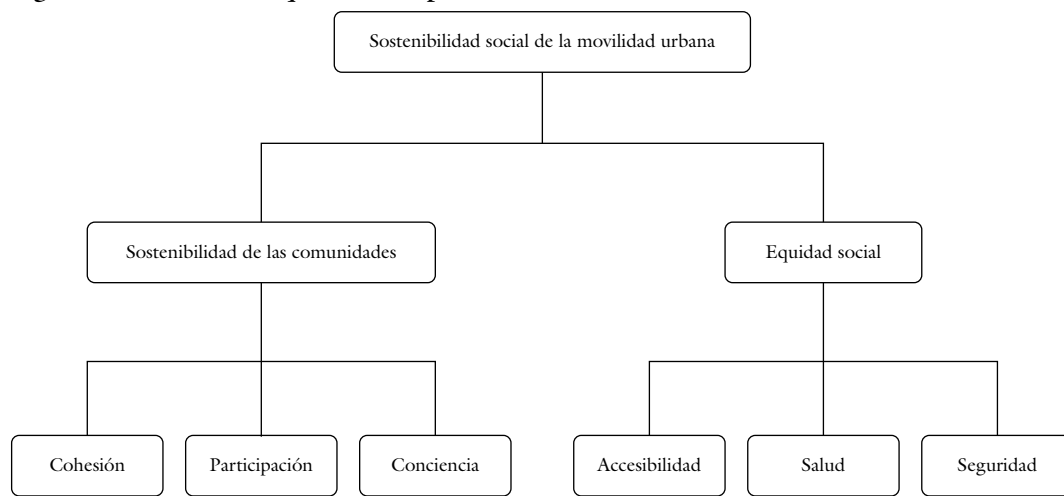 Sostenibilidad social de la movilidad urbana
Sostenibilidad de las comunidades
Equidad social
Cohesión
Participación
Conciencia
Accesibilidad
Salud
Seguridad